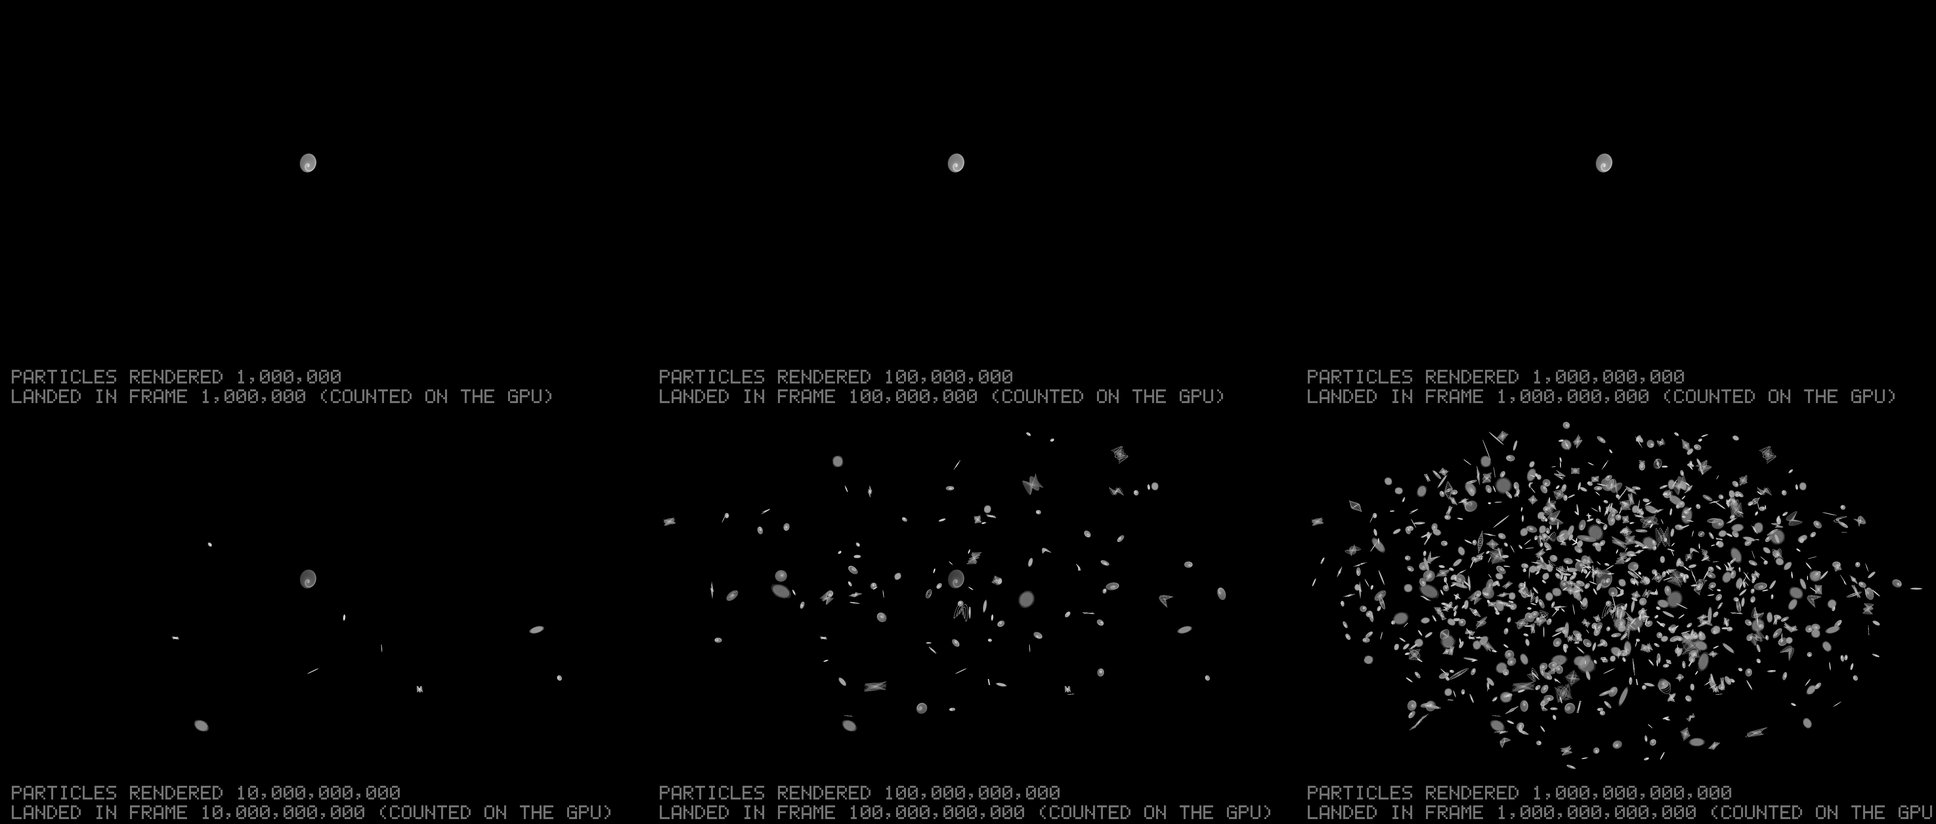 PARTICLES RENDERED 1,000,000
LANDED IN FRAME 1,000,000 (COUNTED ON THE GPU)
PARTICLES RENDERED 100,000,000
LANDED IN FRAME 100,000,000 (COUNTED ON THE GPU)
PARTICLES RENDERED 1,000,000,000
LANDED IN FRAME 1,000,000,000 (COUNTED ON THE GPU)
PARTICLES RENDERED 10,000,000,000
LANDED IN FRAME 10,000,000,000 (COUNTED ON THE GPU)
PARTICLES RENDERED 100,000,000,000
LANDED IN FRAME 100,000,000,000 (COUNTED ON THE GPU)
PARTICLES RENDERED 1,000,000,000,000
LANDED IN FRAME 1,000,000,000,000 (COUNTED ON THE GPU